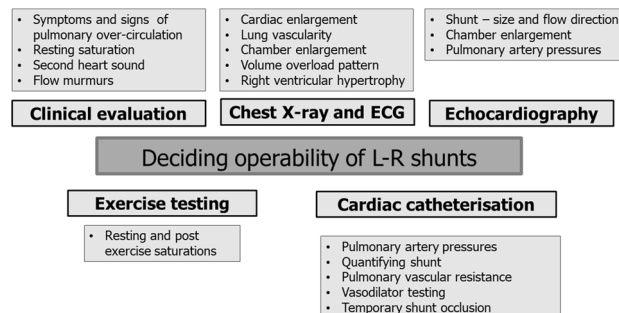 • Symptoms and signs of
pulmonary over-circulation
• Resting saturation
• Second heart sound
• Flow murmurs
• Cardiac enlargement
• Lung vascularity
• Chamber enlargement
• Volume overload pattern
• Right ventricular hypertrophy
• Shunt – size and flow direction
• Chamber enlargement
• Pulmonary artery pressures
Clinical evaluation
Chest X-ray and ECG
Echocardiography
Deciding operability of L-R shunts
Exercise testing
Cardiac catheterisation
• Resting and post
exercise saturations
• Pulmonary artery pressures
• Quantifying shunt
• Pulmonary vascular resistance
• Vasodilator testing
• Temporary shunt occlusion